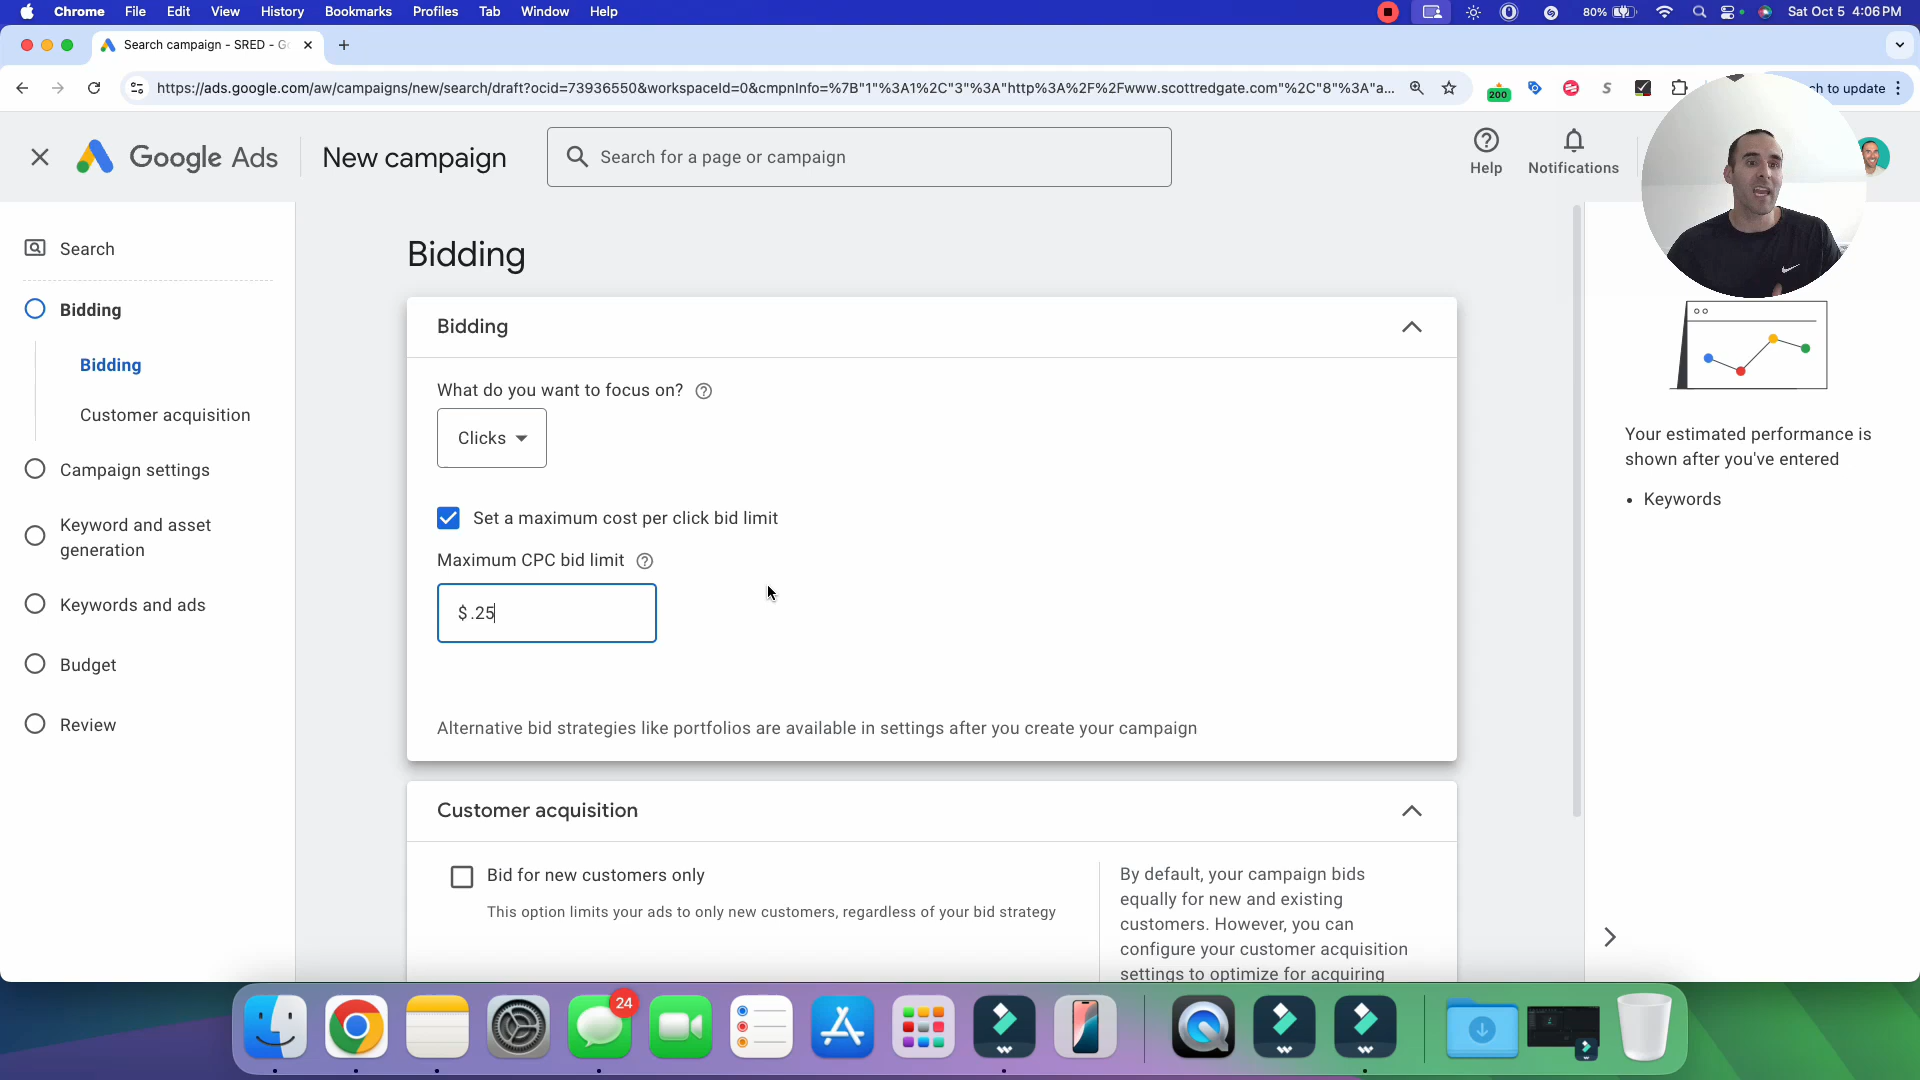 Chrome File Edit View History Bookmarks Profiles Tab Window Help
80% Sat Oct 5 4:06 PM
Search campaign - SRED - G
https://ads.google.com/aw/campaigns/new/search/draft?ocid=73936550&workspaceId=0&cmpnInfo=%7B"1"%3A1%2C"3"%3A"http%3A%2F%2Fwww.scottredgate.com"%2C"8"%3A"a...
200
S
ch to update
Google Ads
New campaign
Search for a page or campaign
Help
Notifications
Search
Bidding
Bidding
Customer acquisition
Campaign settings
Keyword and asset
generation
Keywords and ads
Budget
Review
Bidding
Bidding
What do you want to focus on?
Clicks
Set a maximum cost per click bid limit
Maximum CPC bid limit
$ .25
Alternative bid strategies like portfolios are available in settings after you create your campaign
Customer acquisition
Bid for new customers only
This option limits your ads to only new customers, regardless of your bid strategy
By default, your campaign bids
equally for new and existing
customers. However, you can
configure your customer acquisition
settings to optimize for acquiring
Your estimated performance is
shown after you've entered
• Keywords
24